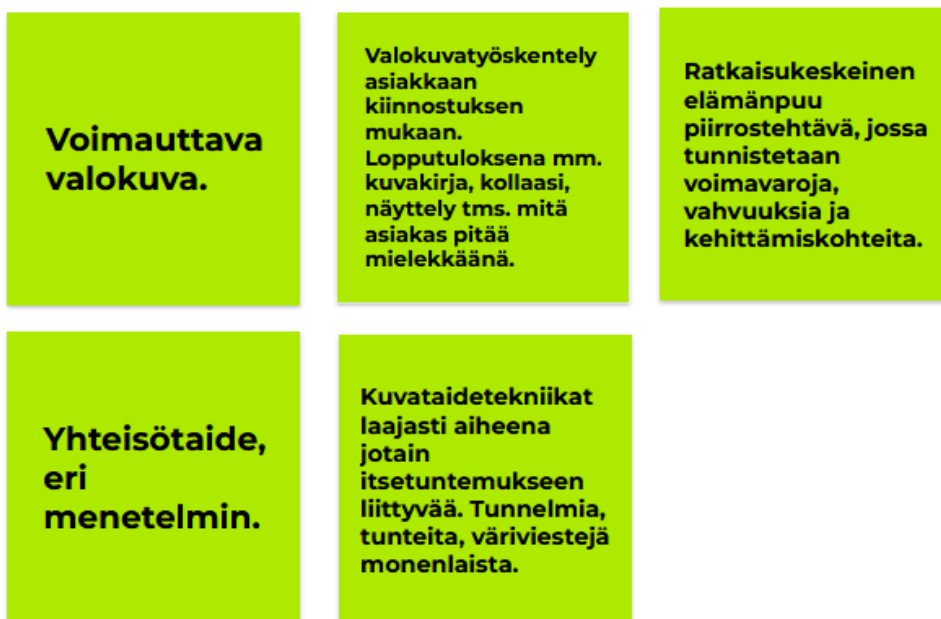 Voimauttava
valokuva.
Valokuvatyöskentely
asiakkaan
kiinnostuksen
mukaan.
Lopputuloksena mm.
kuvakirja, kollaasi,
näyttely tms. mitä
asiakas pitää
mielekkäänä.
Ratkaisukeskeinen
elämänpuu
piirrostehtävä, jossa
tunnistetaan
voimavaroja,
vahvuuksia ja
kehittämiskohteita.
Yhteisötaide,
eri
menetelmin.
Kuvataidetekniikat
laajasti aiheena
jotain
itsetuntemukseen
liittyvää. Tunnelmia,
tunteita, väriviestejä
monenlaista.